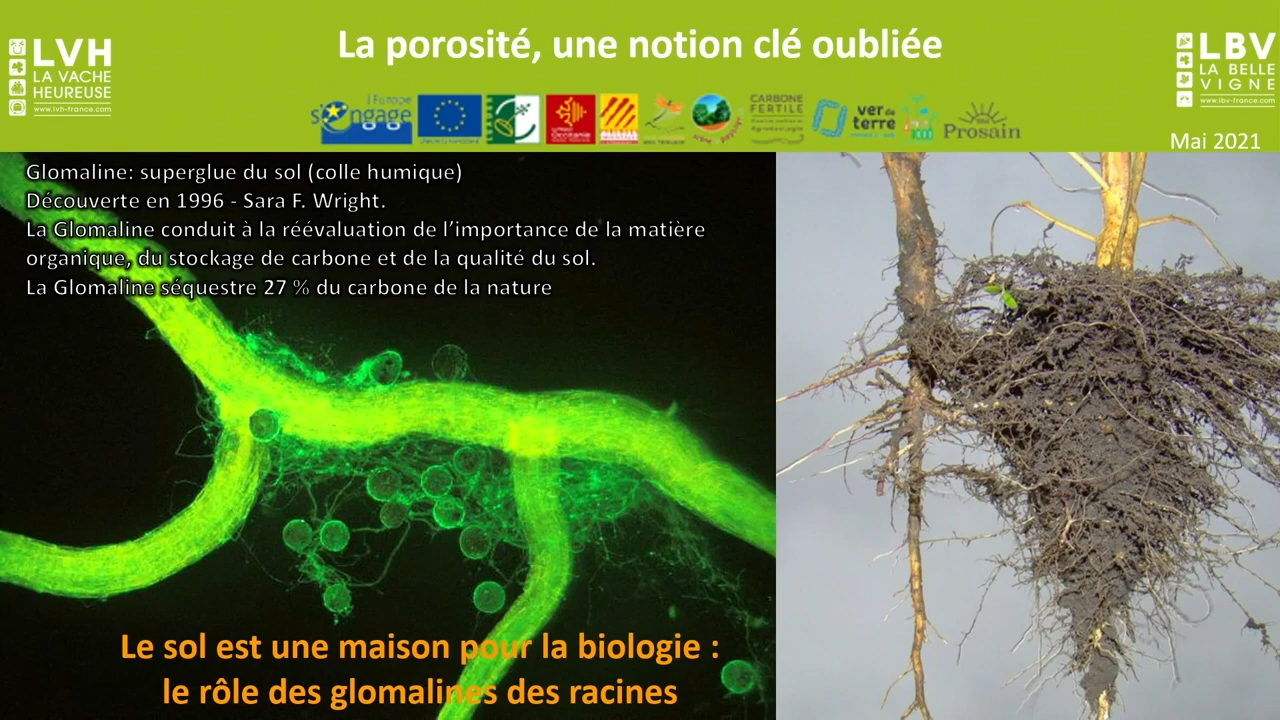 La porosité, une notion clé oubliée
LVH
LA VACHE
HEUREUSE
www.lvh-france.com
LBV
LA BELLE
VIGNE
www.lbv-france.com
l'Europe
s'engage
CARBONE
FERTILE
ver de
terre
Prosain
Mai 2021
Glomaline: superglue du sol (colle humique)
Découverte en 1996 - Sara F. Wright.
La Glomaline conduit à la réévaluation de l’importance de la matière
organique, du stockage de carbone et de la qualité du sol.
La Glomaline séquestre 27 % du carbone de la nature
Le sol est une maison pour la biologie :
le rôle des glomalines des racines